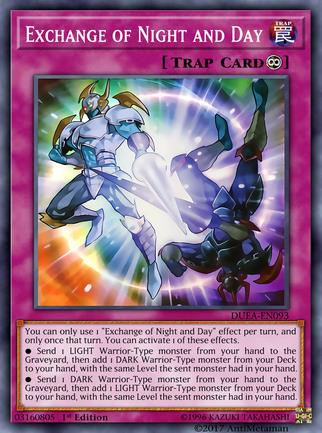 Exchange of Night and Day
TRAP
罠
[Trap Card∞]
DUEA-EN093
You can only use 1 "Exchange of Night and Day" effect per turn, and
only once that turn. You can activate 1 of these effects.
● Send 1 LIGHT Warrior-Type monster from your hand to the
Graveyard, then add 1 DARK Warrior-Type monster from your Deck
to your hand, with the same Level the sent monster had in your hand.
● Send 1 DARK Warrior-Type monster from your hand to the
Graveyard, then add 1 LIGHT Warrior-Type monster from your Deck
to your hand, with same Level the sent monster had in your hand.
03160805 1st Edition ©1996 KAZUKI TAKAHASHI
©2017 AntiMetaman